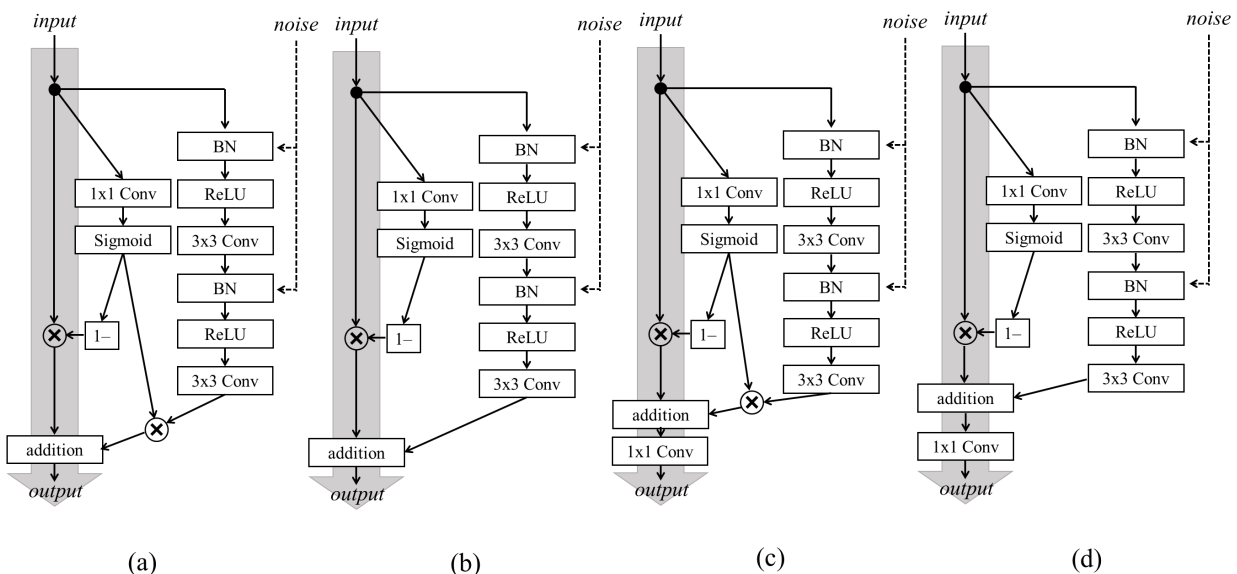 input
noise
BN
1x1 Conv
ReLU
Sigmoid
3x3 Conv
BN
1–
ReLU
3x3 Conv
addition
output
(a)
input
noise
BN
1x1 Conv
ReLU
Sigmoid
3x3 Conv
BN
1–
ReLU
3x3 Conv
addition
output
(b)
input
noise
BN
1x1 Conv
ReLU
Sigmoid
3x3 Conv
BN
1–
ReLU
3x3 Conv
addition
1x1 Conv
output
(c)
input
noise
BN
1x1 Conv
ReLU
Sigmoid
3x3 Conv
BN
1–
ReLU
3x3 Conv
addition
1x1 Conv
output
(d)